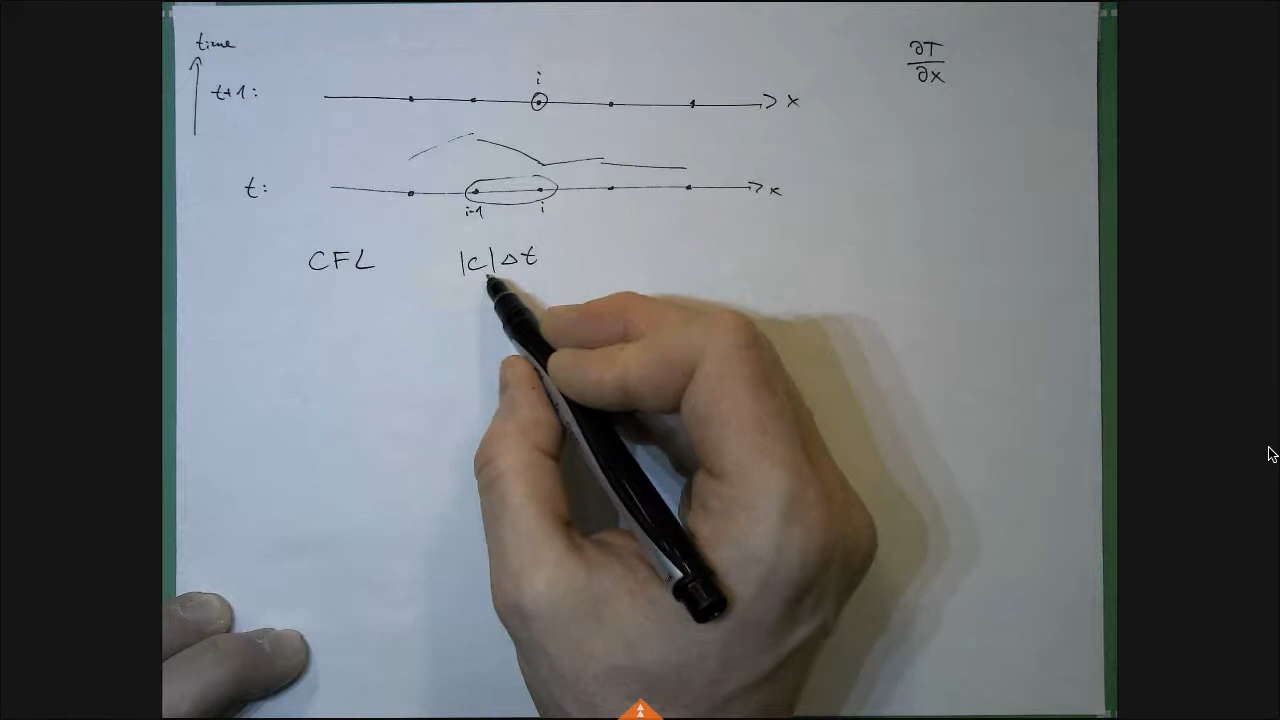 time
∂T
∂x
i
t+1:
x
t:
x
i-1 i
CFL |c|Δt